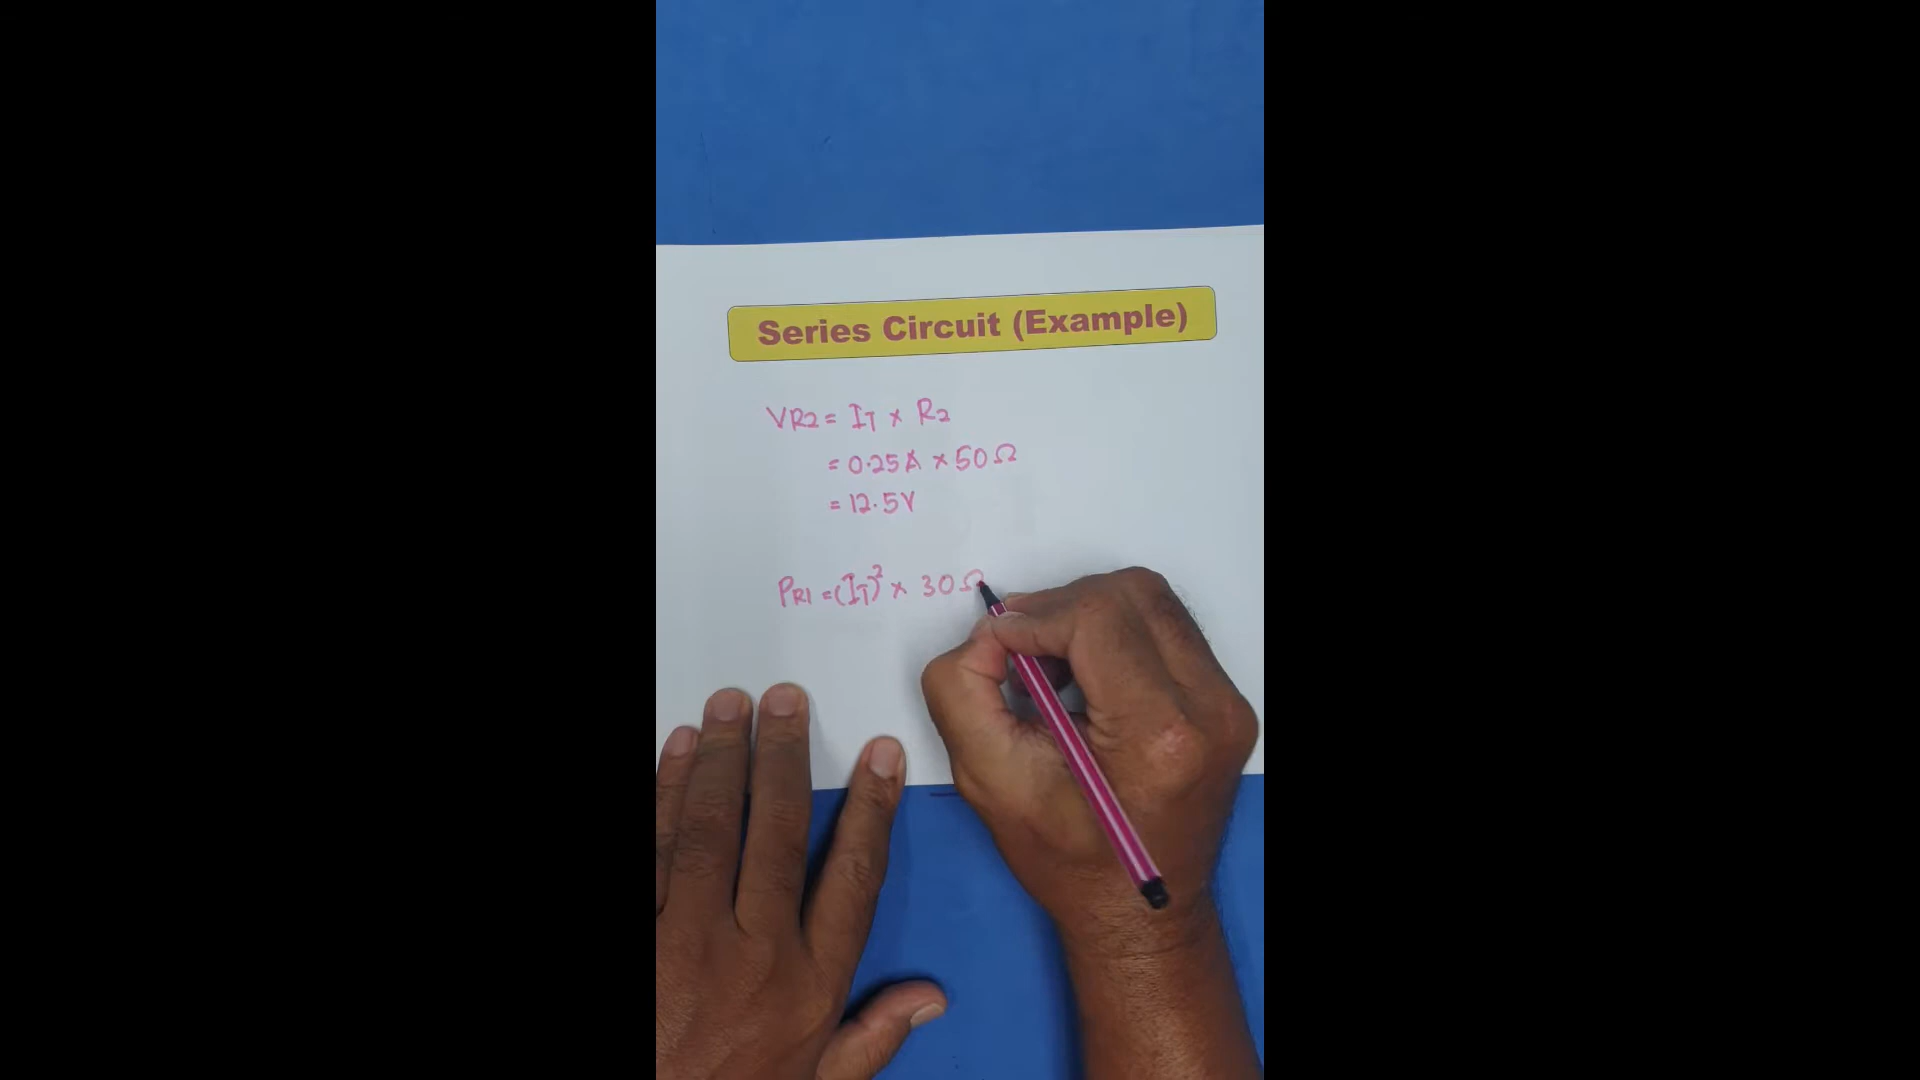 Series Circuit (Example)
VR2 = IT × R2
= 0.25A × 50Ω
= 12.5V
PR1 = (IT)² × 30Ω